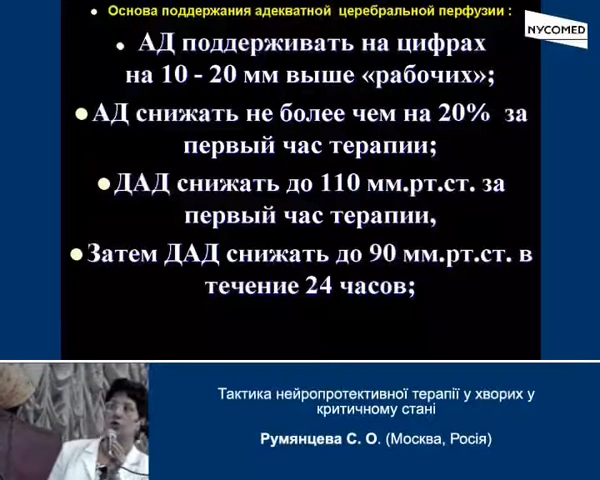 • Основа поддержания адекватной церебральной перфузии :
NYCOMED
• АД поддерживать на цифрах
на 10 - 20 мм выше «рабочих»;
• АД снижать не более чем на 20% за
первый час терапии;
• ДАД снижать до 110 мм.рт.ст. за
первый час терапии,
• Затем ДАД снижать до 90 мм.рт.ст. в
течение 24 часов;
Тактика нейропротективної терапії у хворих у
критичному стані
Румянцева С. О. (Москва, Росія)